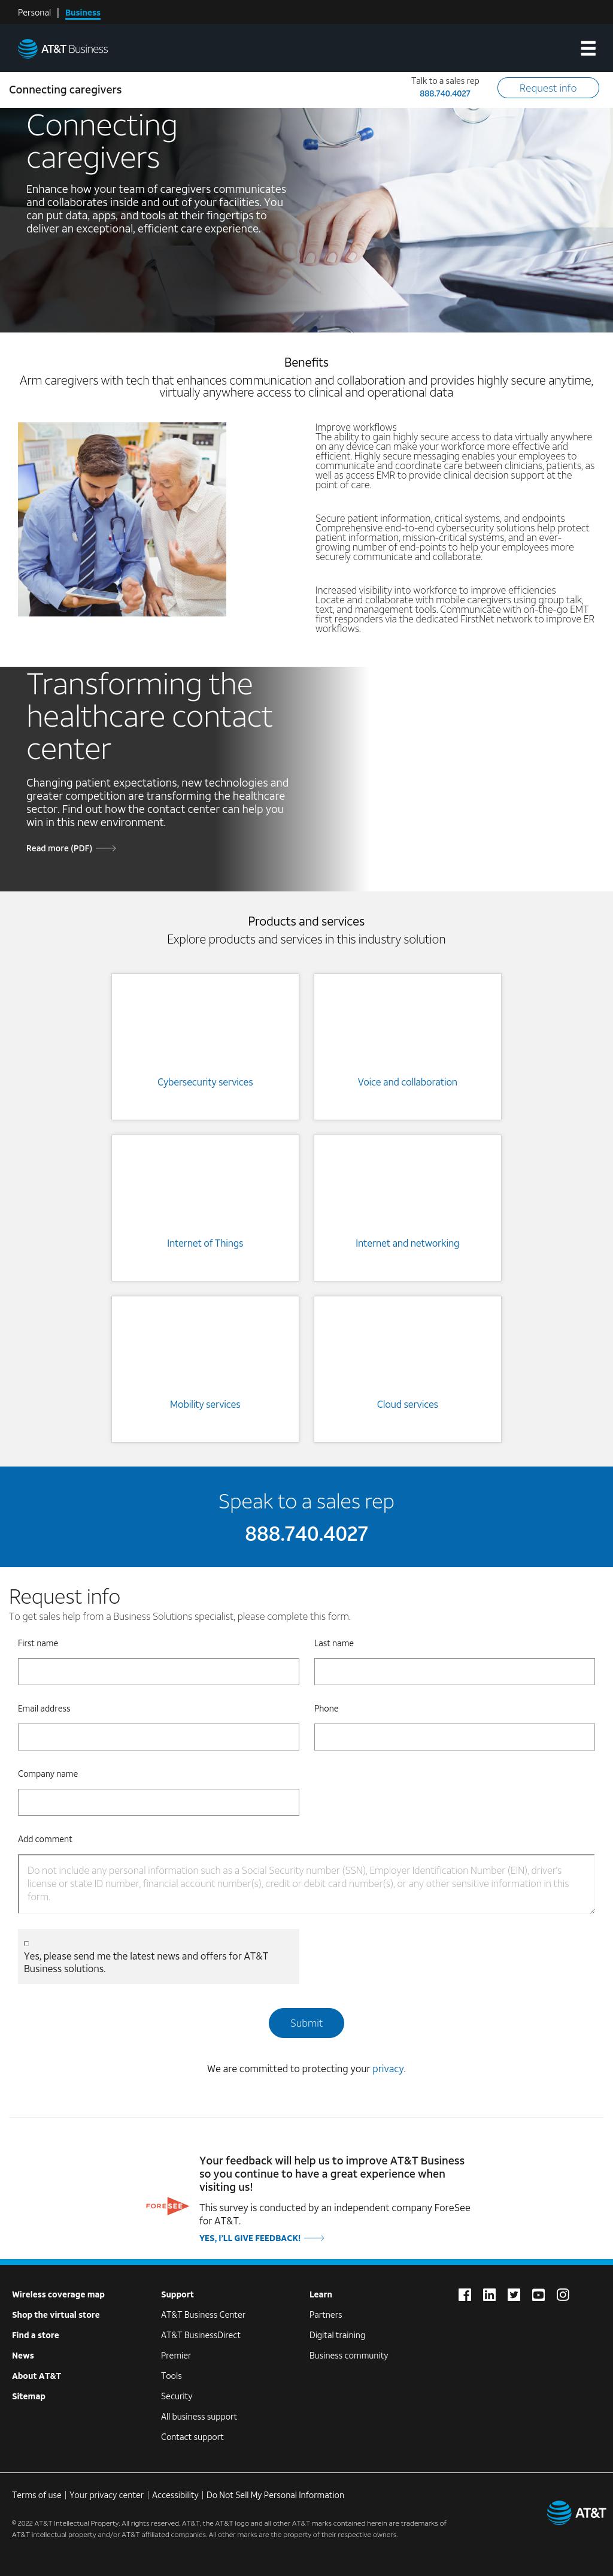 Personal | Business
AT&T Business
Connecting caregivers
Talk to a sales rep
888.740.4027
Request info
Connecting
caregivers
Enhance how your team of caregivers communicates
and collaborates inside and out of your facilities. You
can put data, apps, and tools at their fingertips to
deliver an exceptional, efficient care experience.
Benefits
Arm caregivers with tech that enhances communication and collaboration and provides highly secure anytime,
virtually anywhere access to clinical and operational data
Improve workflows
The ability to gain highly secure access to data virtually anywhere
on any device can make your workforce more effective and
efficient. Highly secure messaging enables your employees to
communicate and coordinate care between clinicians, patients, as
well as access EMR to provide clinical decision support at the
point of care.
Secure patient information, critical systems, and endpoints
Comprehensive end-to-end cybersecurity solutions help protect
patient information, mission-critical systems, and an ever-
growing number of end-points to help your employees more
securely communicate and collaborate.
Increased visibility into workforce to improve efficiencies
Locate and collaborate with mobile caregivers using group talk,
text, and management tools. Communicate with on-the-go EMT
first responders via the dedicated FirstNet network to improve ER
workflows.
Transforming the
healthcare contact
center
Changing patient expectations, new technologies and
greater competition are transforming the healthcare
sector. Find out how the contact center can help you
win in this new environment.
Read more (PDF)
Products and services
Explore products and services in this industry solution
Cybersecurity services
Voice and collaboration
Internet of Things
Internet and networking
Mobility services
Cloud services
Speak to a sales rep
888.740.4027
Request info
To get sales help from a Business Solutions specialist, please complete this form.
First name
Last name
Email address
Phone
Company name
Add comment
Do not include any personal information such as a Social Security number (SSN), Employer Identification Number (EIN), driver's
license or state ID number, financial account number(s), credit or debit card number(s), or any other sensitive information in this
form.
Yes, please send me the latest news and offers for AT&T
Business solutions.
Submit
We are committed to protecting your privacy.
Your feedback will help us to improve AT&T Business
so you continue to have a great experience when
visiting us!
FORESEE
This survey is conducted by an independent company ForeSee
for AT&T.
YES, I'LL GIVE FEEDBACK!
Wireless coverage map
Shop the virtual store
Find a store
News
About AT&T
Sitemap
Support
AT&T Business Center
AT&T BusinessDirect
Premier
Tools
Security
All business support
Contact support
Learn
Partners
Digital training
Business community
Terms of use | Your privacy center | Accessibility | Do Not Sell My Personal Information
AT&T
© 2022 AT&T Intellectual Property. All rights reserved. AT&T, the AT&T logo and all other AT&T marks contained herein are trademarks of
AT&T intellectual property and/or AT&T affiliated companies. All other marks are the property of their respective owners.